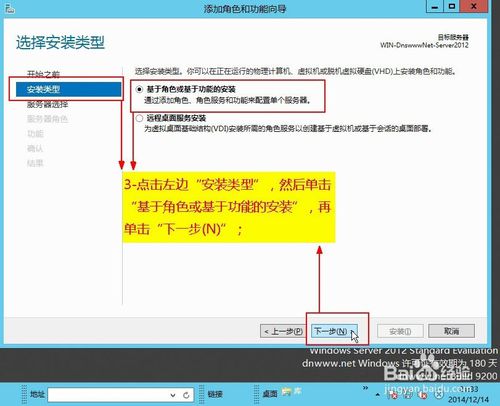 添加角色和功能向导
选择安装类型
目标服务器
WIN-DnswwwNet-Server2012
开始之前
安装类型
服务器选择
服务器角色
功能
确认
结果
选择安装类型。你可以在正在运行的物理计算机、虚拟机或脱机虚拟硬盘(VHD)上安装角色和功能。
基于角色或基于功能的安装
通过添加角色、角色服务和功能来配置单个服务器。
远程桌面服务安装
为虚拟桌面基础结构(VDI)安装所需的角色服务以创建基于虚拟机或基于会话的桌面部署。
3-点击左边“安装类型”，然后单击
“基于角色或基于功能的安装”，再
单击“下一步(N)”；
< 上一步(P)
下一步(N) >
安装(I)
取消
Windows Server 2012 Standard Evaluation
dnwww.net Windows 许可证有效期为 180 天
9200
Baidu 经验
jingyan.baidu.com
地址
链接
桌面
库
2014/12/14